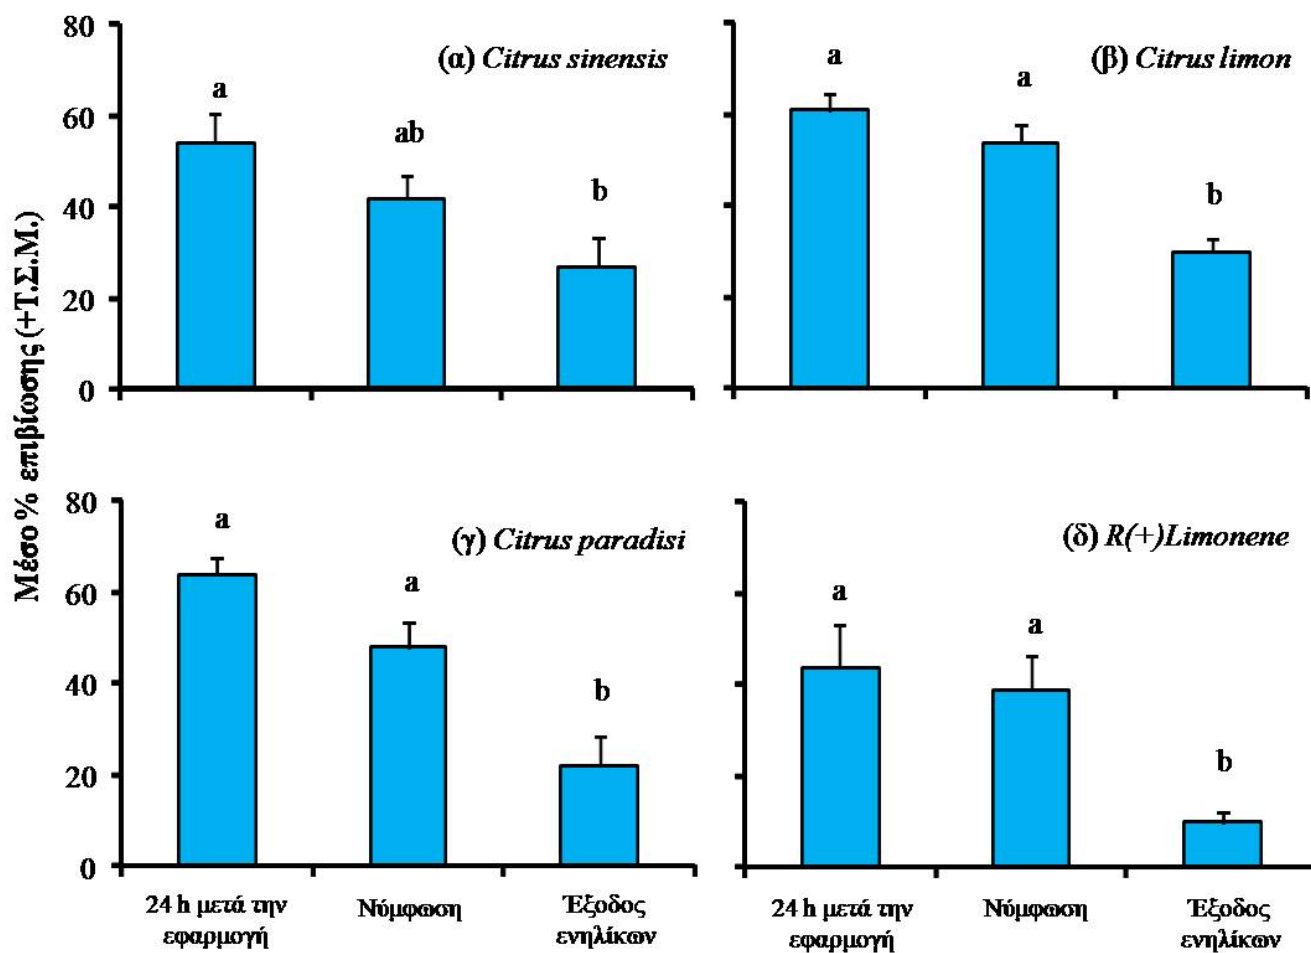 Μέσο % επιβίωσης (+Τ.Σ.Μ.)
80
60
40
20
0
(α) Citrus sinensis
a
ab
b
(β) Citrus limon
a
a
b
80
60
40
20
0
(γ) Citrus paradisi
a
a
b
(δ) R(+)Limonene
a
a
b
24 h μετά την
εφαρμογή
Νύμφωση
Έξοδος
ενηλίκων
24 h μετά την
εφαρμογή
Νύμφωση
Έξοδος
ενηλίκων